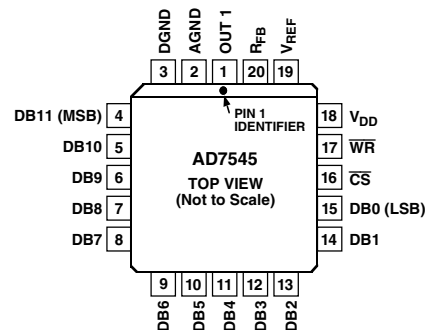 DGND AGND OUT 1 RFB VREF
3 2 1 20 19
PIN 1
IDENTIFIER
DB11 (MSB) 4
DB10 5
DB9 6
DB8 7
DB7 8
AD7545
TOP VIEW
(Not to Scale)
18 VDD
17 WR
16 CS
15 DB0 (LSB)
14 DB1
9 10 11 12 13
DB6 DB5 DB4 DB3 DB2